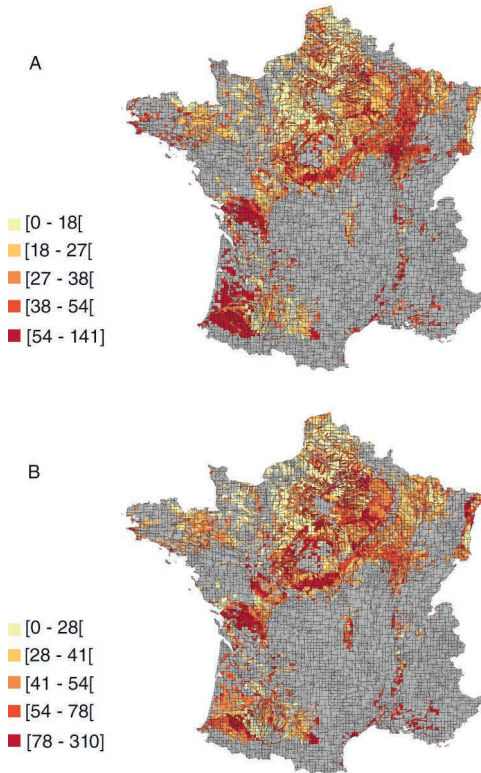 A
[0 - 18[
[18 - 27[
[27 - 38[
[38 - 54[
[54 - 141]
B
[0 - 28[
[28 - 41[
[41 - 54[
[54 - 78[
[78 - 310]